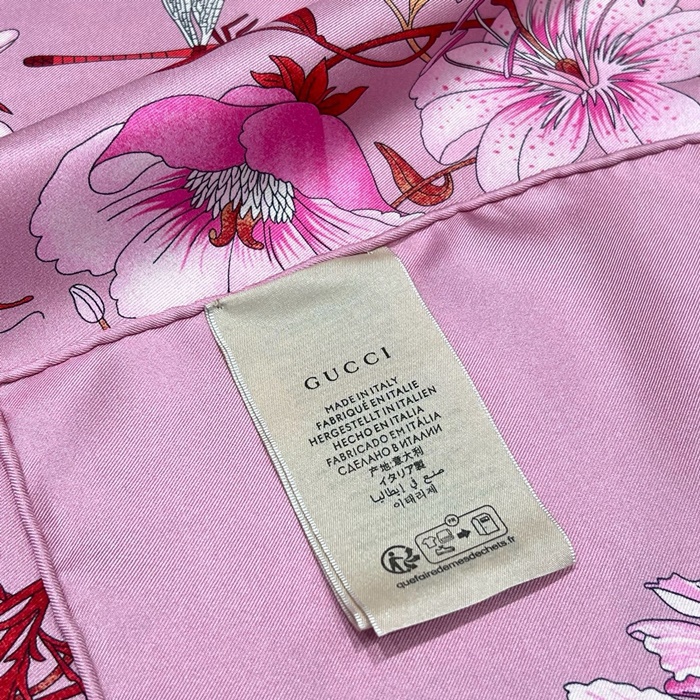 GUCCI
MADE IN ITALY
FABRIQUÉ EN ITALIE
HERGESTELLT IN ITALIEN
HECHO EN ITALIA
FABRICADO EM ITÁLIA
СДЕЛАНО В ИТАЛИИ
产地:意大利
イタリア製
صنع في إيطاليا
이태리제
FR
quefairedemesdechets.fr